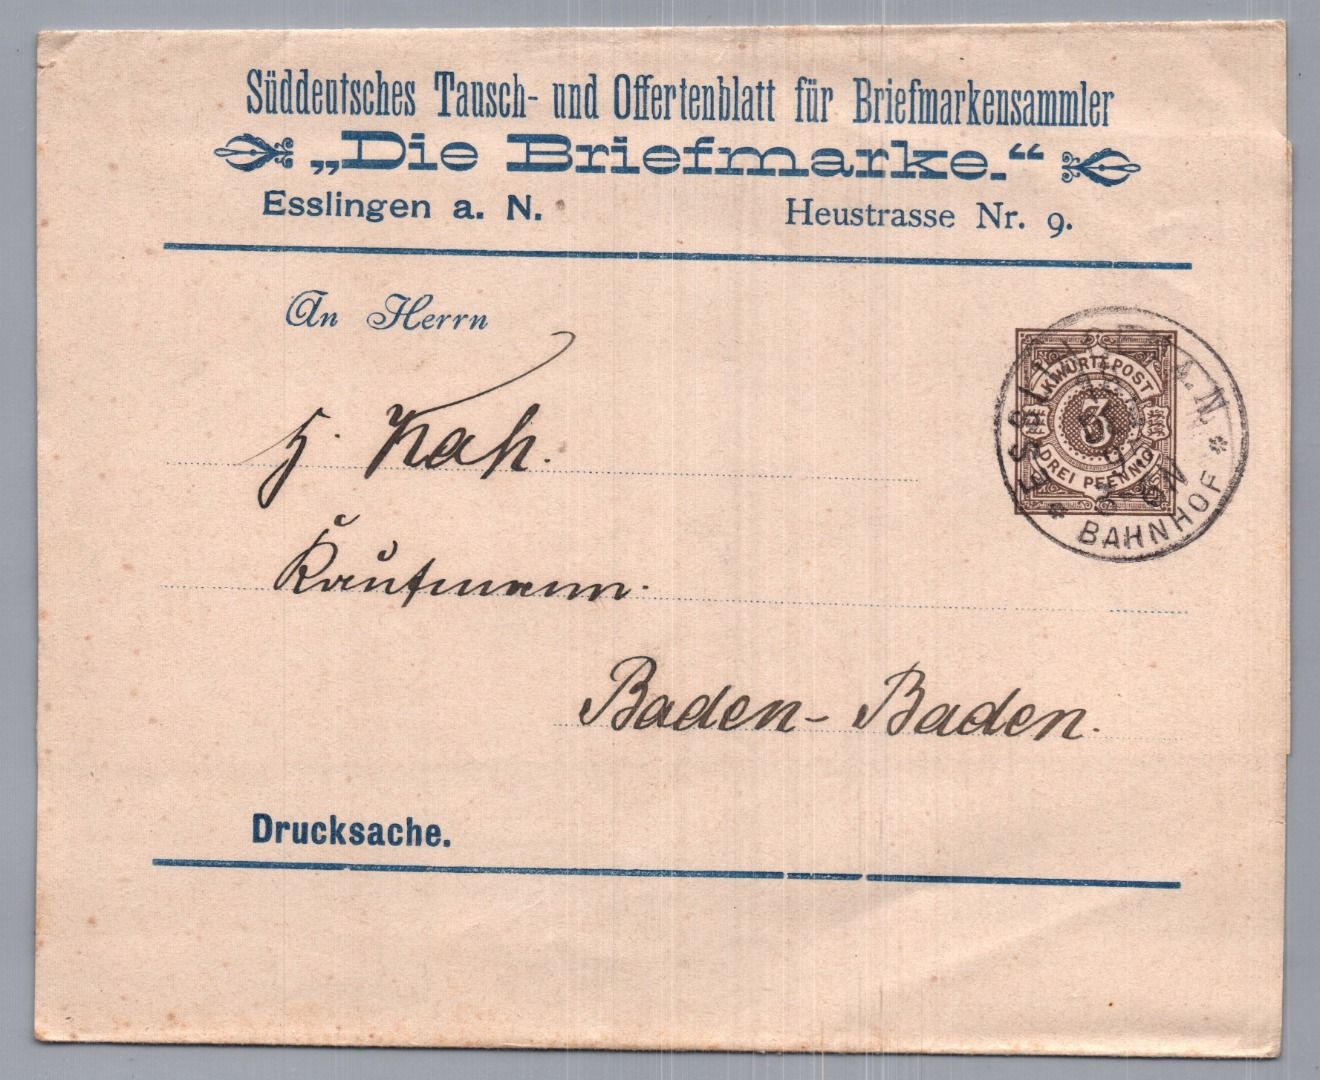 Süddeutsches Tausch- und Offertenblatt für Briefmarkensammler
„Die Briefmarke.“
Esslingen a. N. Heustrasse Nr. 9.
An Herrn
K.WÜRTT.POST
3
DREI PFENNIG
ESSLINGEN A. N.
BAHNHOF
Kaufmann.
Baden-Baden.
Drucksache.